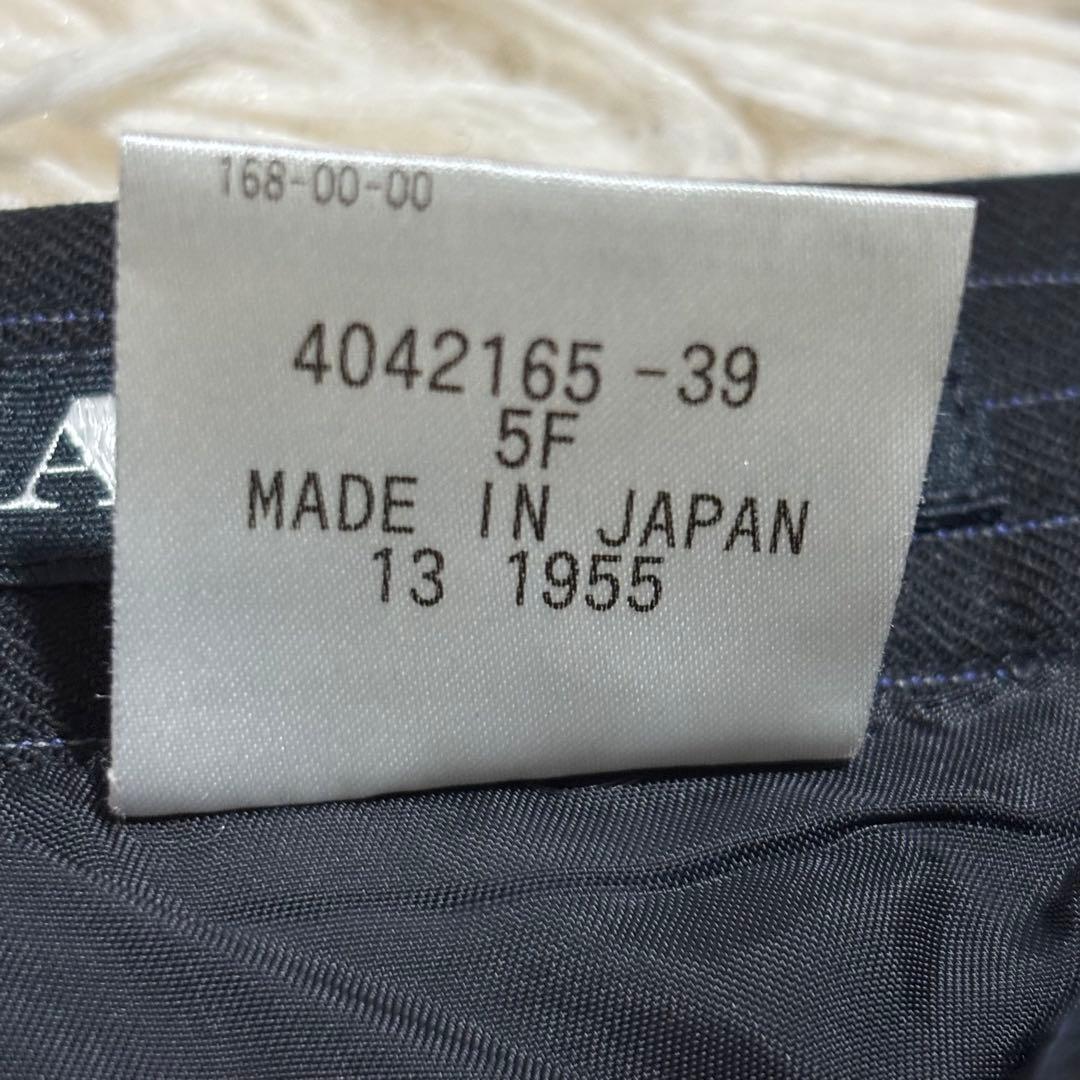 168-00-00
4042165 -39
5F
MADE IN JAPAN
13 1955
A